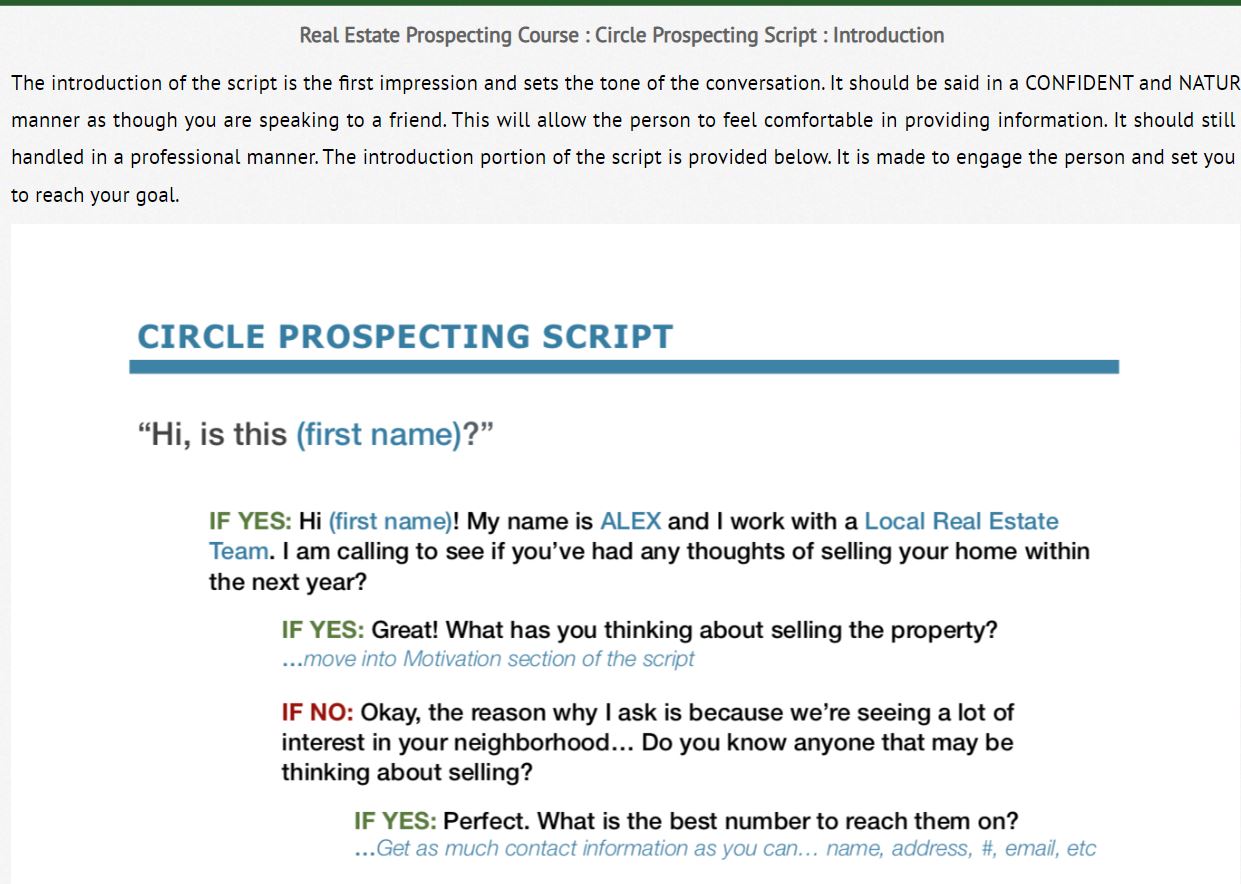 Real Estate Prospecting Course : Circle Prospecting Script : Introduction
The introduction of the script is the first impression and sets the tone of the conversation. It should be said in a CONFIDENT and NATUR
manner as though you are speaking to a friend. This will allow the person to feel comfortable in providing information. It should still
handled in a professional manner. The introduction portion of the script is provided below. It is made to engage the person and set you
to reach your goal.
CIRCLE PROSPECTING SCRIPT
“Hi, is this (first name)?”
IF YES: Hi (first name)! My name is ALEX and I work with a Local Real Estate
Team. I am calling to see if you’ve had any thoughts of selling your home within
the next year?
IF YES: Great! What has you thinking about selling the property?
...move into Motivation section of the script
IF NO: Okay, the reason why I ask is because we’re seeing a lot of
interest in your neighborhood... Do you know anyone that may be
thinking about selling?
IF YES: Perfect. What is the best number to reach them on?
...Get as much contact information as you can... name, address, #, email, etc